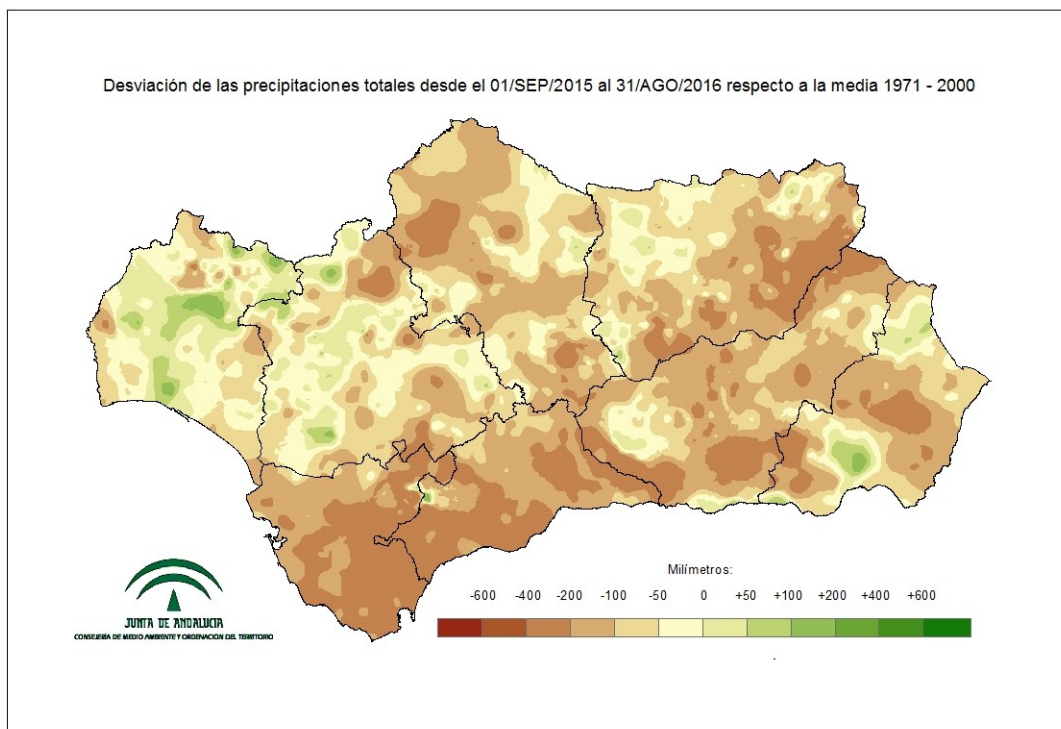 Desviación de las precipitaciones totales desde el 01/SEP/2015 al 31/AGO/2016 respecto a la media 1971 - 2000
Milímetros:
-600 -400 -200 -100 -50 0 +50 +100 +200 +400 +600
JUNTA DE ANDALUCIA
CONSEJERÍA DE MEDIO AMBIENTE Y ORDENACIÓN DEL TERRITORIO